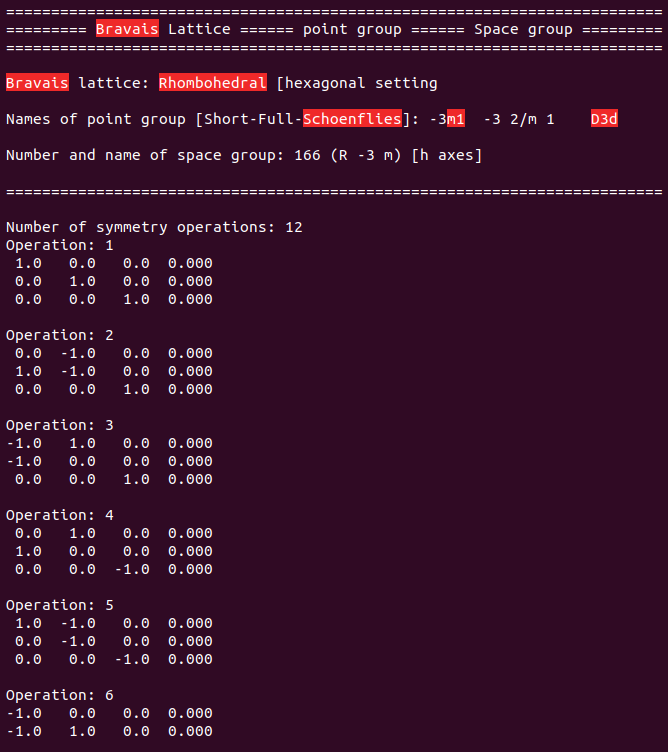 =========================================================================
========= Bravais Lattice ====== point group ====== Space group =========
=========================================================================
Bravais lattice: Rhombohedral [hexagonal setting
Names of point group [Short-Full-Schoenflies]: -3m1  -3 2/m 1    D3d
Number and name of space group: 166 (R -3 m) [h axes]
=========================================================================
Number of symmetry operations: 12
Operation: 1
 1.0   0.0   0.0  0.000
 0.0   1.0   0.0  0.000
 0.0   0.0   1.0  0.000
Operation: 2
 0.0  -1.0   0.0  0.000
 1.0  -1.0   0.0  0.000
 0.0   0.0   1.0  0.000
Operation: 3
-1.0   1.0   0.0  0.000
-1.0   0.0   0.0  0.000
 0.0   0.0   1.0  0.000
Operation: 4
 0.0   1.0   0.0  0.000
 1.0   0.0   0.0  0.000
 0.0   0.0  -1.0  0.000
Operation: 5
 1.0  -1.0   0.0  0.000
 0.0  -1.0   0.0  0.000
 0.0   0.0  -1.0  0.000
Operation: 6
-1.0   0.0   0.0  0.000
-1.0   1.0   0.0  0.000